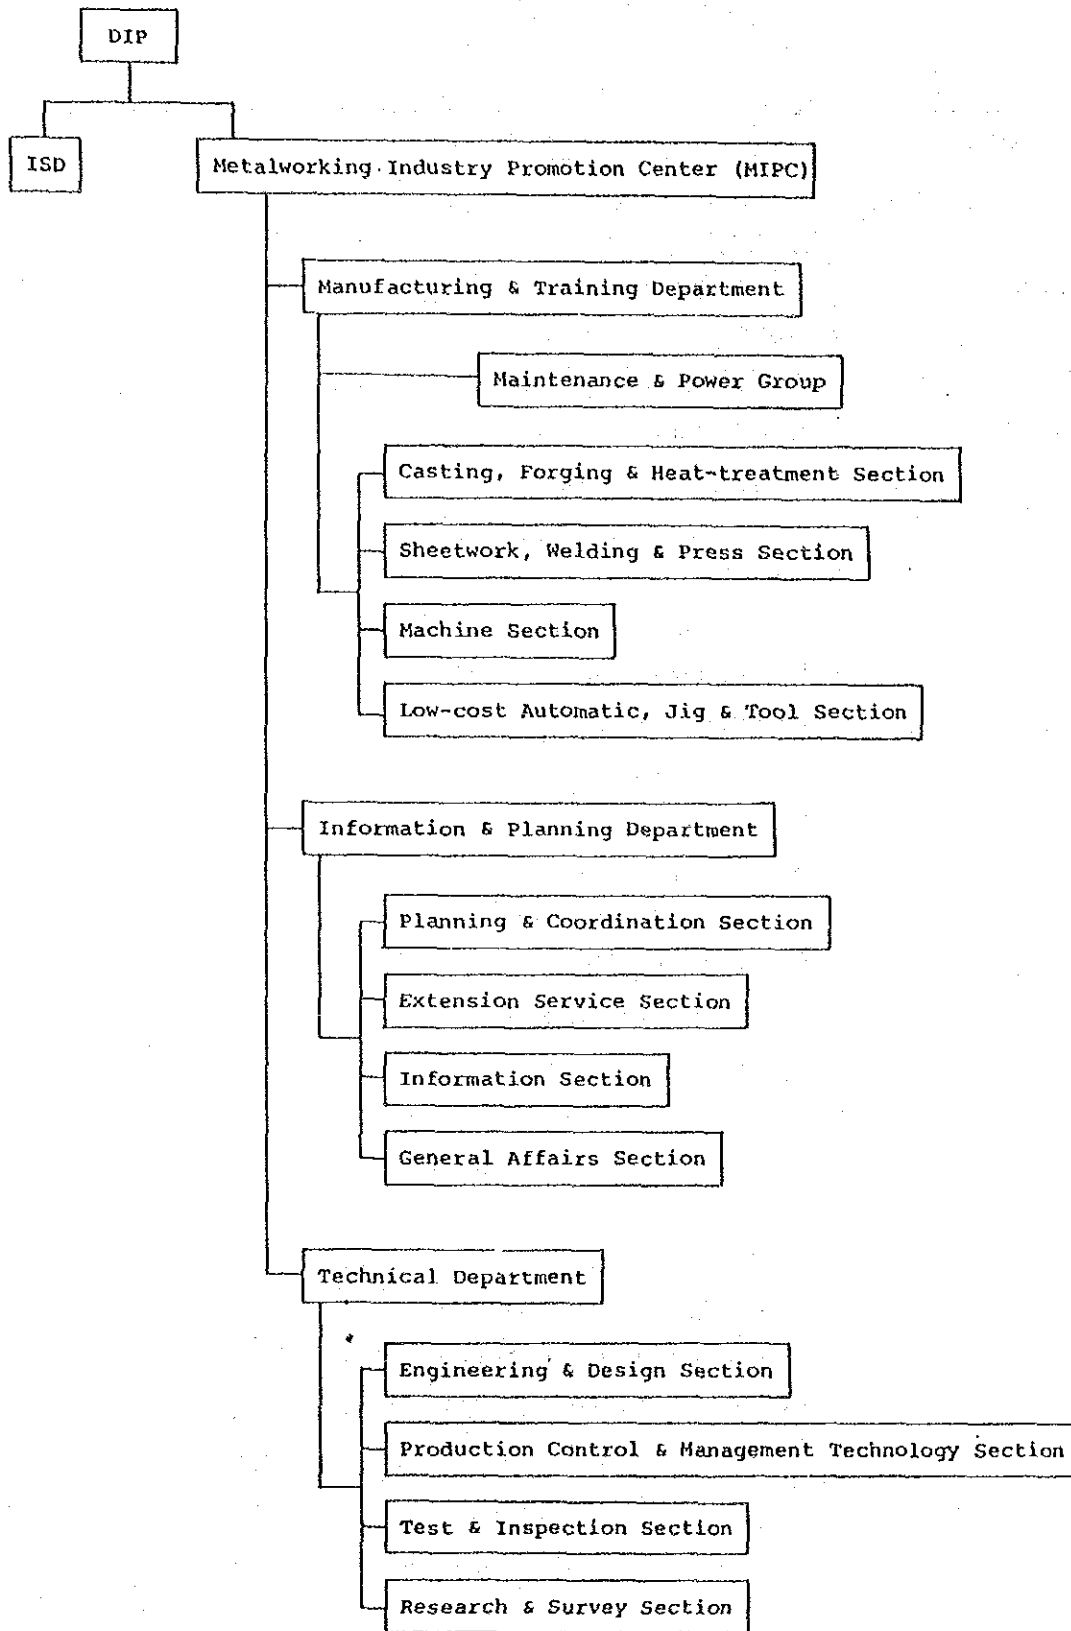 DIP
ISD
Metalworking Industry Promotion Center (MIPC)
Manufacturing & Training Department
Maintenance & Power Group
Casting, Forging & Heat-treatment Section
Sheetwork, Welding & Press Section
Machine Section
Low-cost Automatic, Jig & Tool Section
Information & Planning Department
Planning & Coordination Section
Extension Service Section
Information Section
General Affairs Section
Technical Department
Engineering & Design Section
Production Control & Management Technology Section
Test & Inspection Section
Research & Survey Section